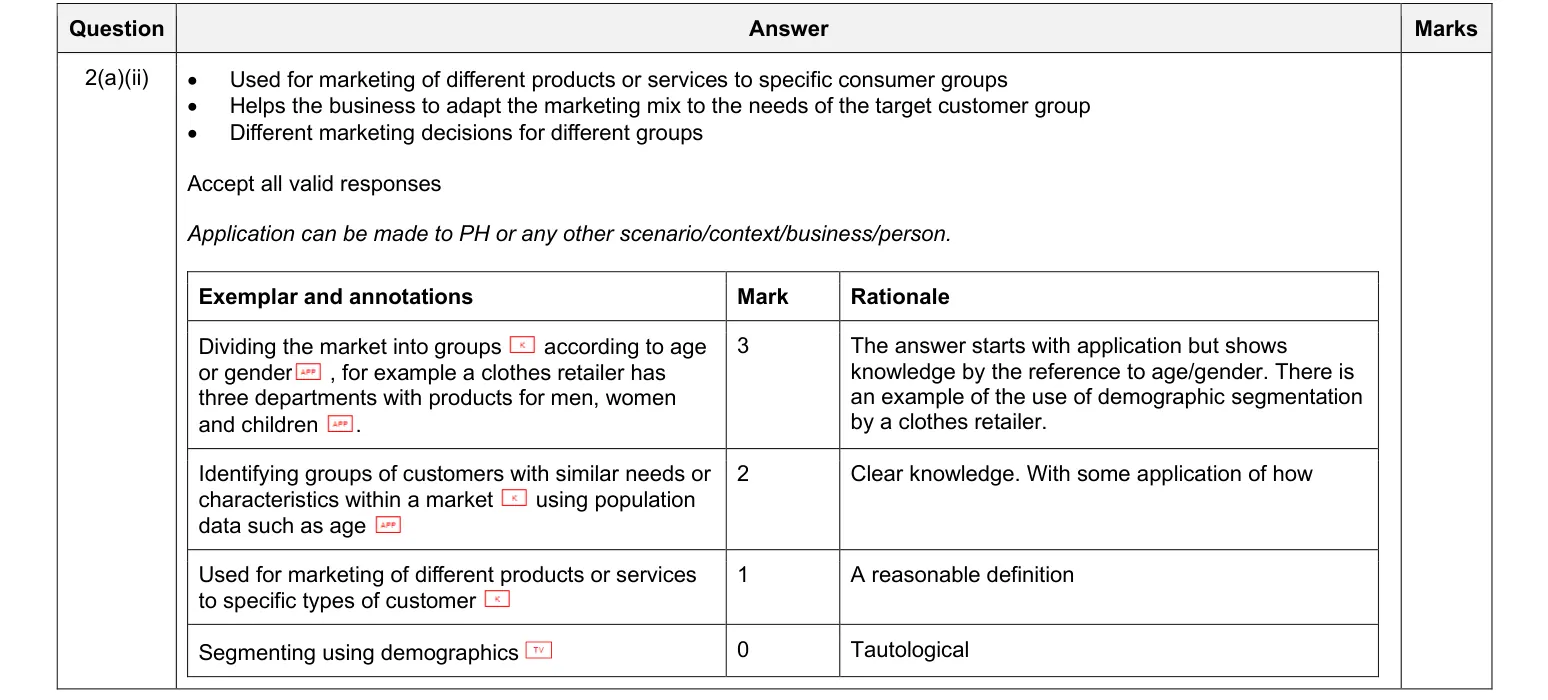 Question Answer Marks
2(a)(ii)
• Used for marketing of different products or services to specific consumer groups
• Helps the business to adapt the marketing mix to the needs of the target customer group
• Different marketing decisions for different groups
Accept all valid responses
Application can be made to PH or any other scenario/context/business/person.
Exemplar and annotations Mark Rationale
Dividing the market into groups K according to age
or gender APP , for example a clothes retailer has
three departments with products for men, women
and children APP .
3
The answer starts with application but shows
knowledge by the reference to age/gender. There is
an example of the use of demographic segmentation
by a clothes retailer.
Identifying groups of customers with similar needs or
characteristics within a market K using population
data such as age APP
2
Clear knowledge. With some application of how
Used for marketing of different products or services
to specific types of customer K
1
A reasonable definition
Segmenting using demographics TV
0
Tautological